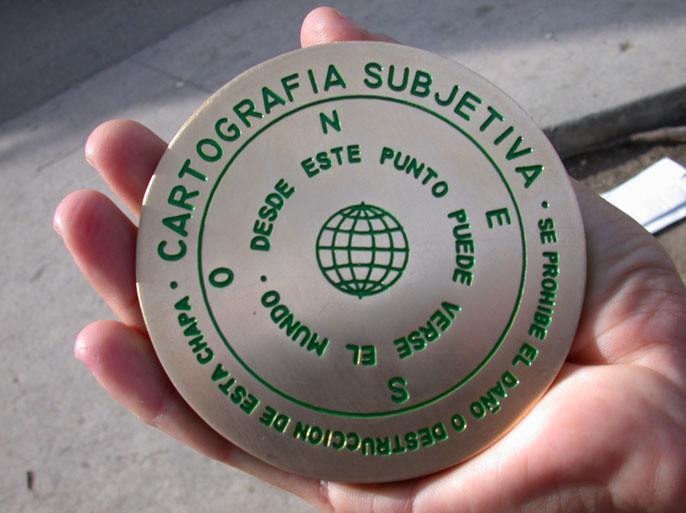 CARTOGRAFIA SUBJETIVA
· SE PROHIBE EL DAÑO O DESTRUCCION DE ESTA CHAPA ·
N
E
S
O
DESDE ESTE PUNTO PUEDE VERSE EL MUNDO ·